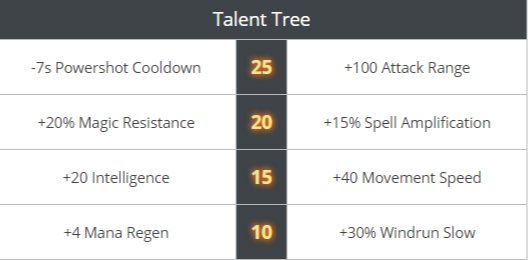 Talent Tree
-7s Powershot Cooldown 25 +100 Attack Range
+20% Magic Resistance 20 +15% Spell Amplification
+20 Intelligence 15 +40 Movement Speed
+4 Mana Regen 10 +30% Windrun Slow